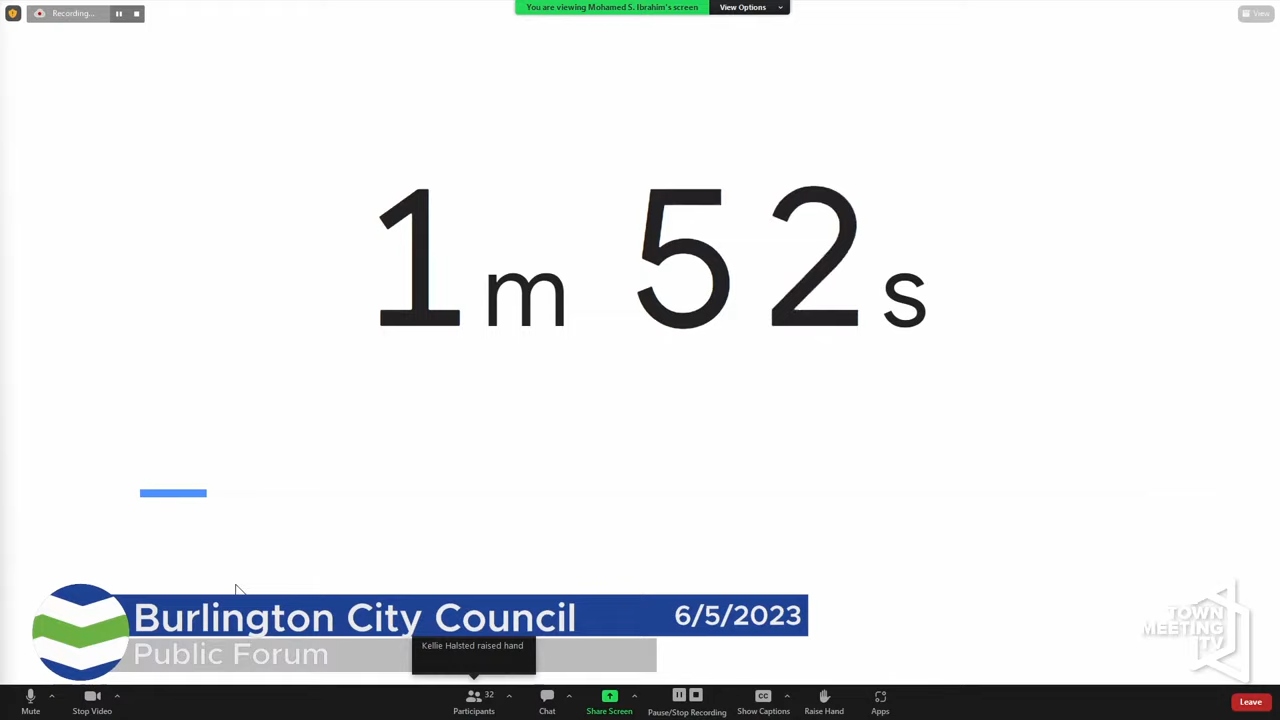 Recording...
You are viewing Mohamed S. Ibrahim's screen
View Options
View
1m 52s
Burlington City Council
6/5/2023
Public Forum
Kellie Halsted raised hand
TOWN
MEETING
TV
Mute
Stop Video
32
Participants
Chat
Share Screen
Pause/Stop Recording
CC
Show Captions
Raise Hand
Apps
Leave